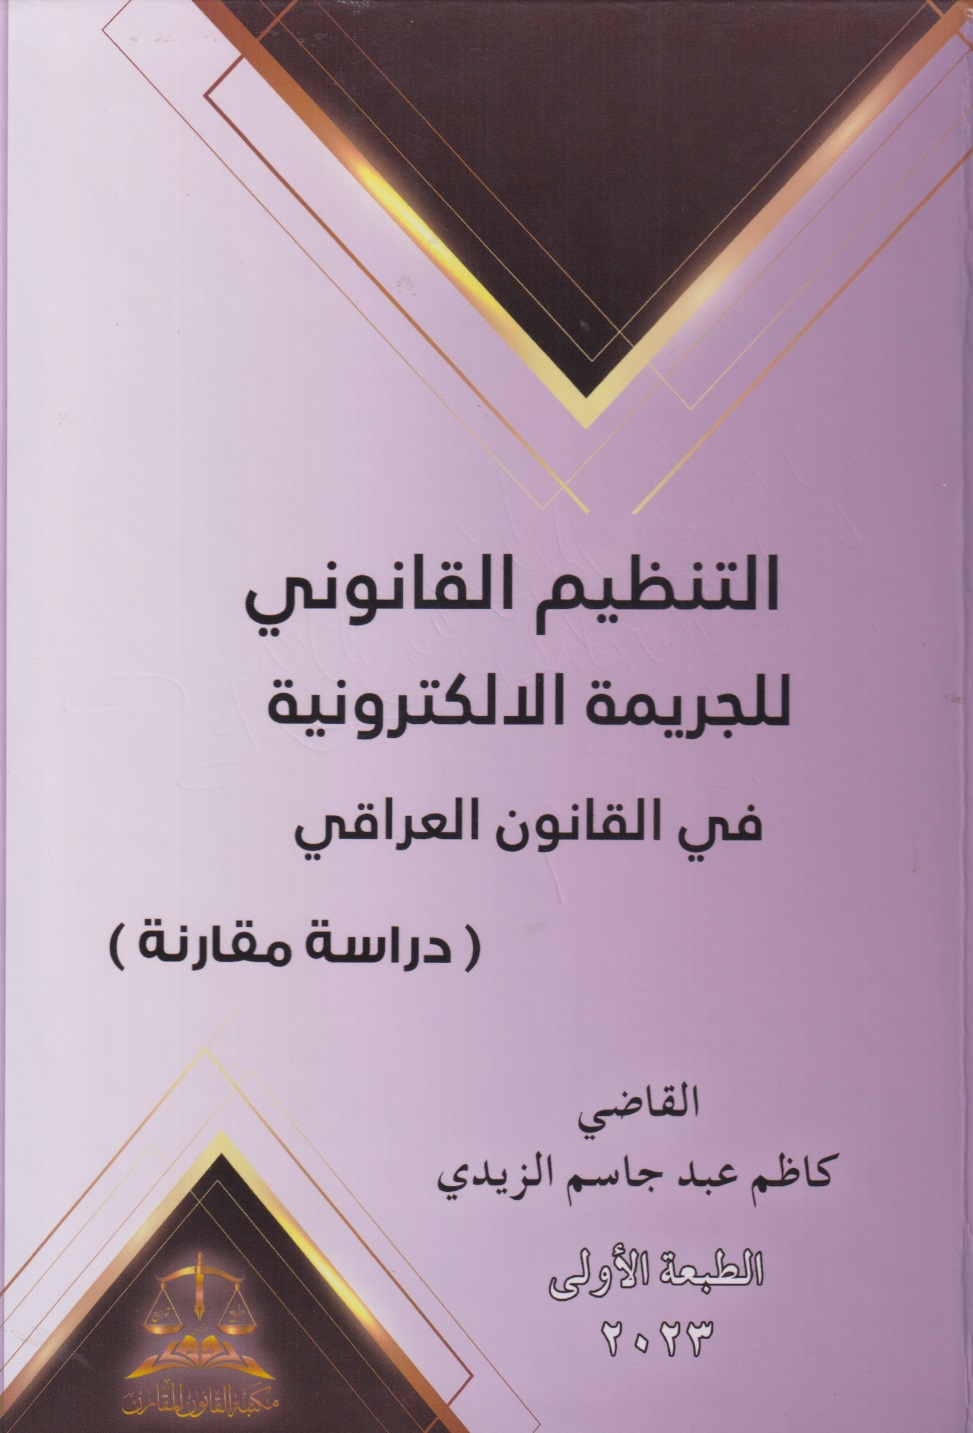 التنظيم القانوني
للجريمة الالكترونية
في القانون العراقي
( دراسة مقارنة )
القاضي
كاظم عبد جاسم الزيدي
الطبعة الأولى
٢٠٢٣
مكتبة القانون المقارن